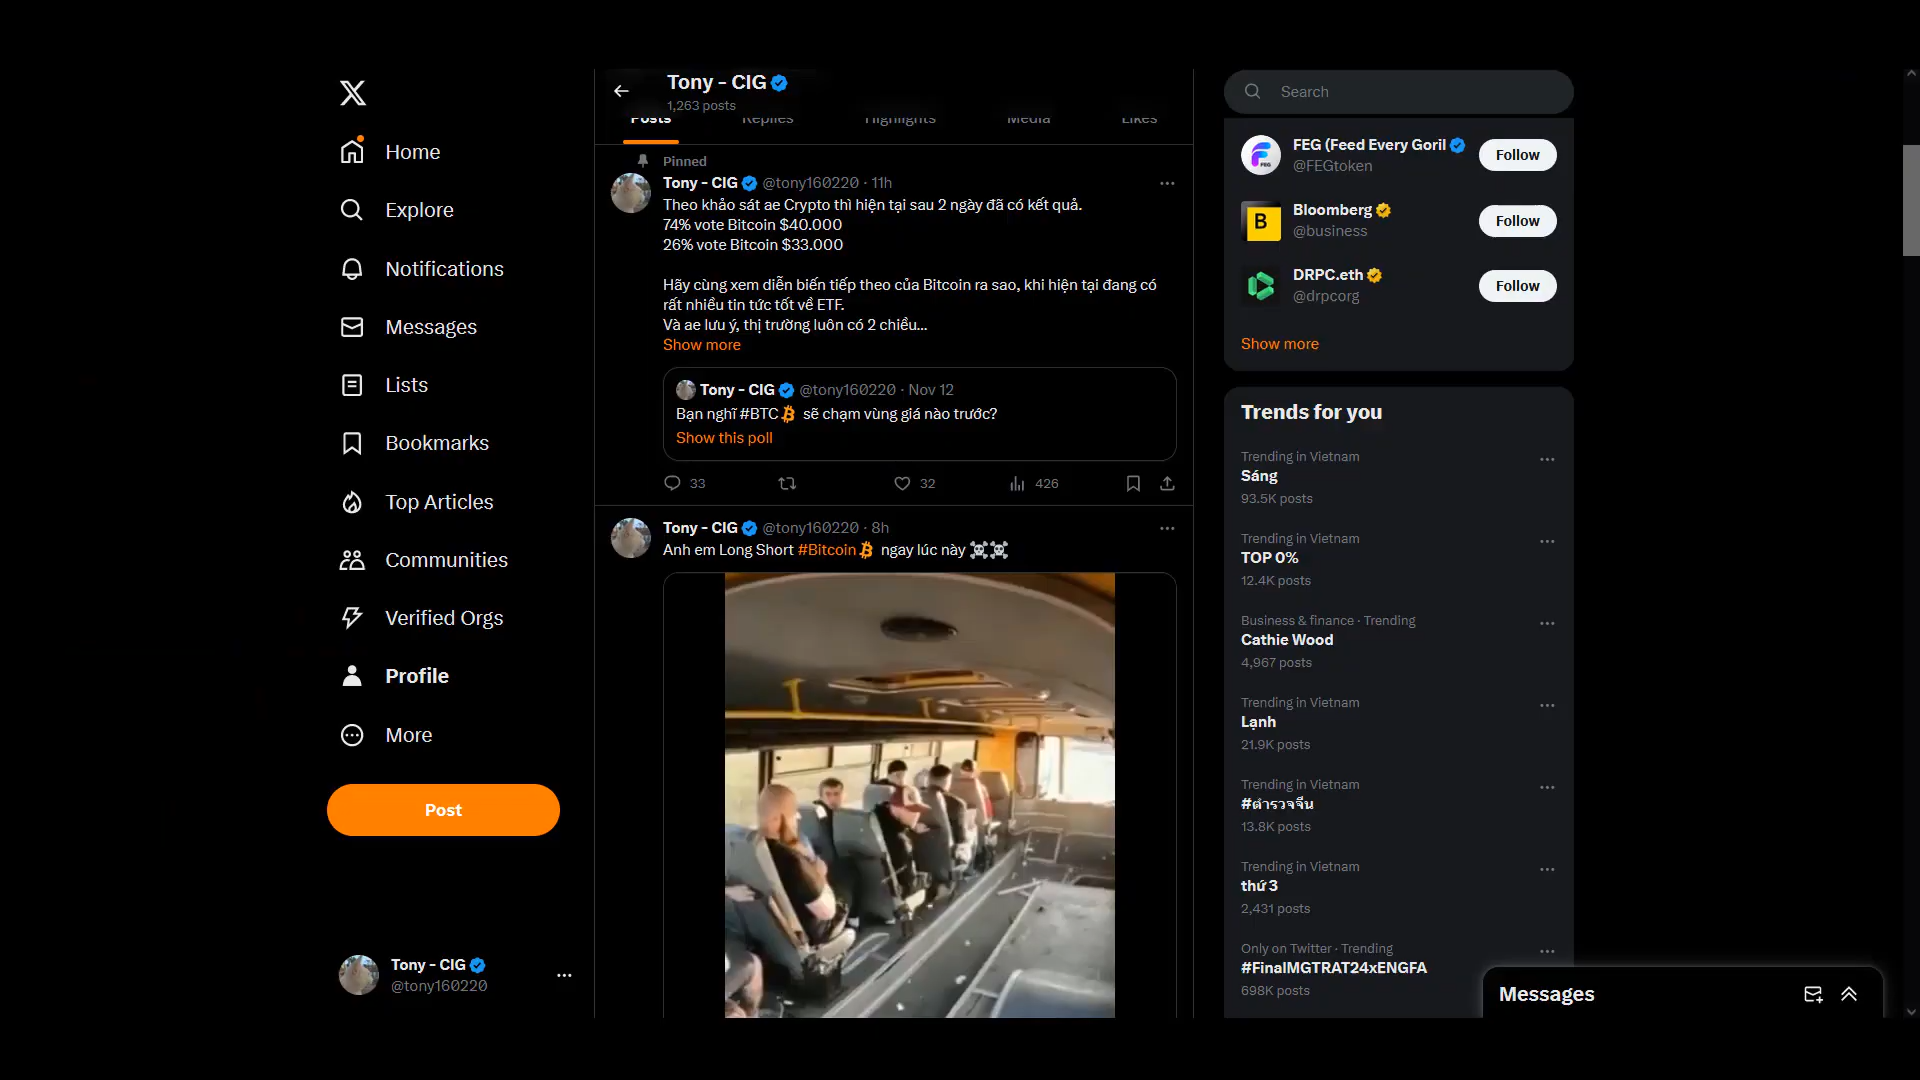 Home
Explore
Notifications
Messages
Lists
Bookmarks
Top Articles
Communities
Verified Orgs
Profile
More
Post
Tony - CIG
@tony160220
Tony - CIG
1,263 posts
Posts Replies Highlights Media Likes
Pinned
Tony - CIG @tony160220 · 11h
Theo khảo sát ae Crypto thì hiện tại sau 2 ngày đã có kết quả.
74% vote Bitcoin $40.000
26% vote Bitcoin $33.000
Hãy cùng xem diễn biến tiếp theo của Bitcoin ra sao, khi hiện tại đang có
rất nhiều tin tức tốt về ETF.
Và ae lưu ý, thị trường luôn có 2 chiều...
Show more
Tony - CIG @tony160220 · Nov 12
Bạn nghĩ #BTC sẽ chạm vùng giá nào trước?
Show this poll
33 32 426
Tony - CIG @tony160220 · 8h
Anh em Long Short #Bitcoin ngay lúc này ☠️☠️
Search
FEG (Feed Every Goril
@FEGtoken
Follow
Bloomberg
@business
Follow
DRPC.eth
@drpcorg
Follow
Show more
Trends for you
Trending in Vietnam
Sáng
93.5K posts
Trending in Vietnam
TOP 0%
12.4K posts
Business & finance · Trending
Cathie Wood
4,967 posts
Trending in Vietnam
Lạnh
21.9K posts
Trending in Vietnam
#ตํารวจจีน
13.8K posts
Trending in Vietnam
thứ 3
2,431 posts
Only on Twitter · Trending
#FinalMGTRAT24xENGFA
698K posts
Messages